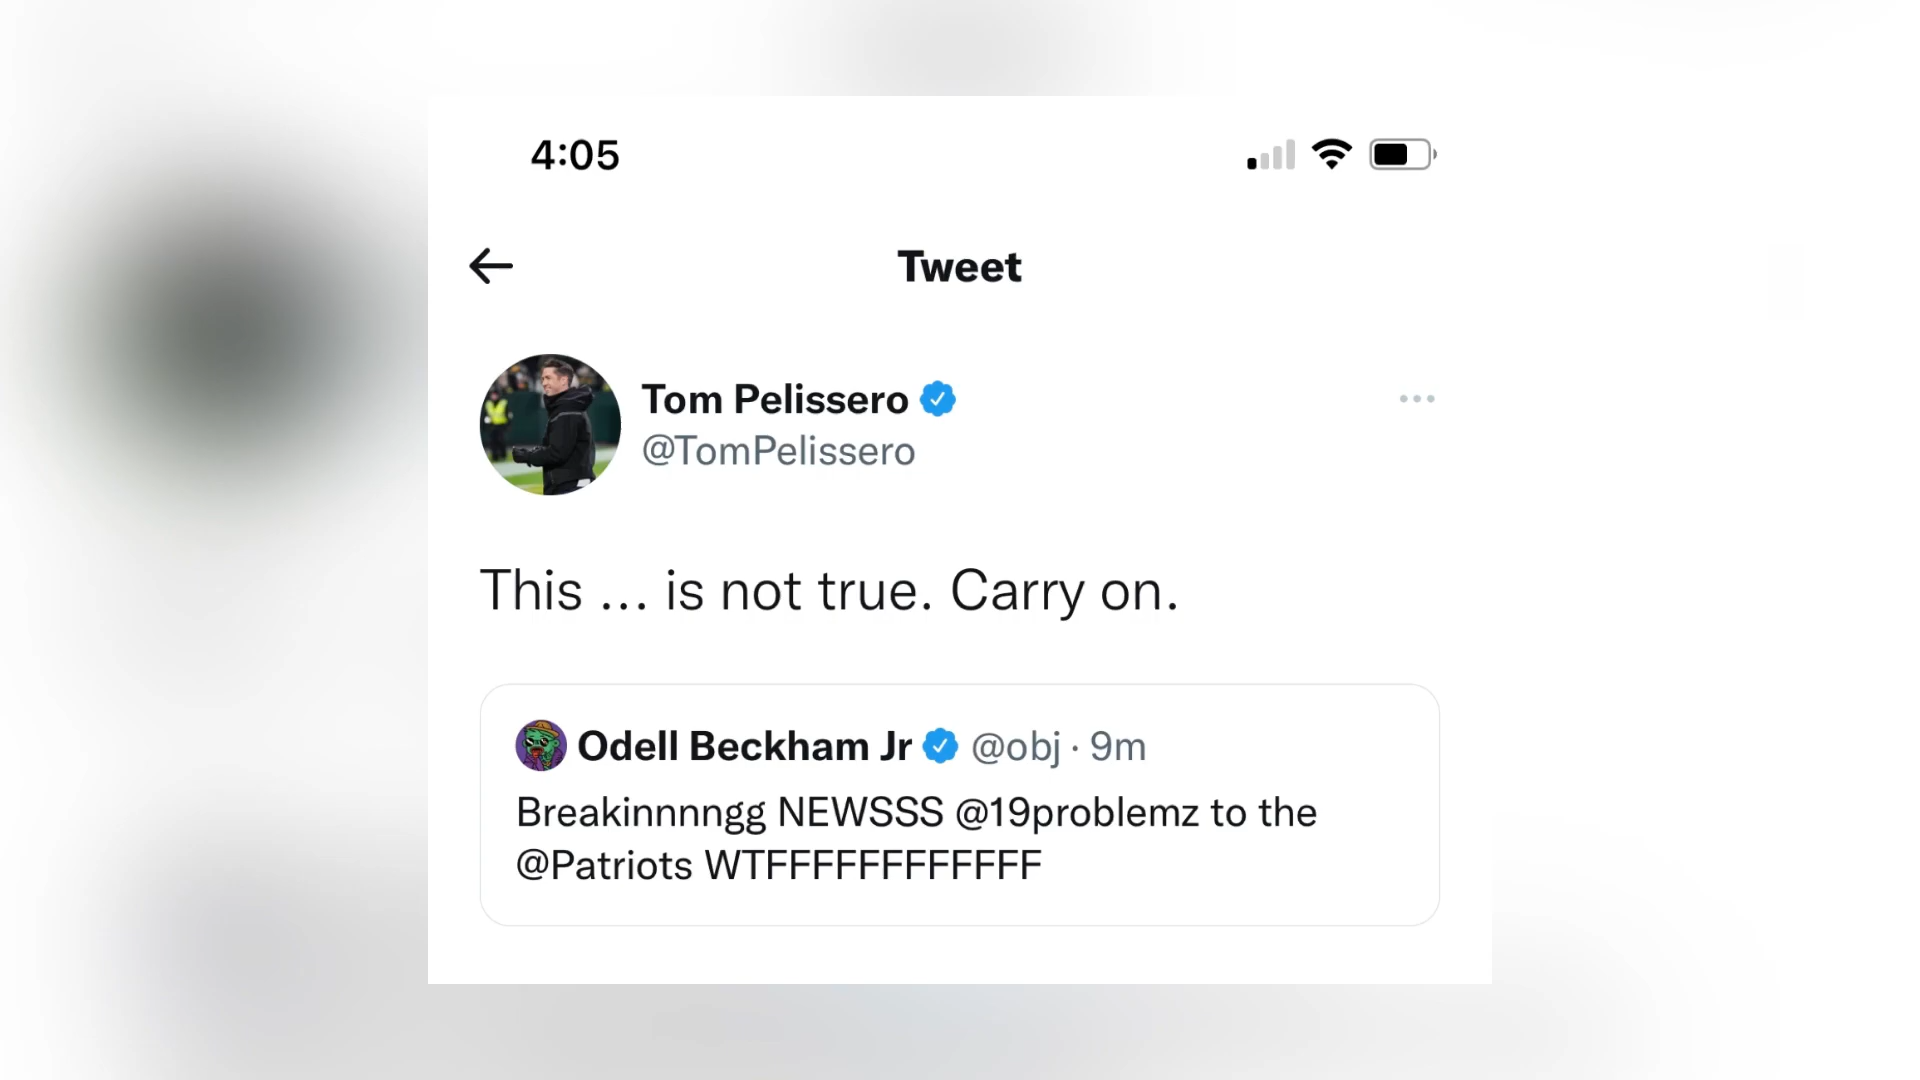 4:05
Tweet
Tom Pelissero
@TomPelissero
This ... is not true. Carry on.
Odell Beckham Jr @obj · 9m
Breakinnnngg NEWSSS @19problemz to the
@Patriots WTFFFFFFFFFFFF